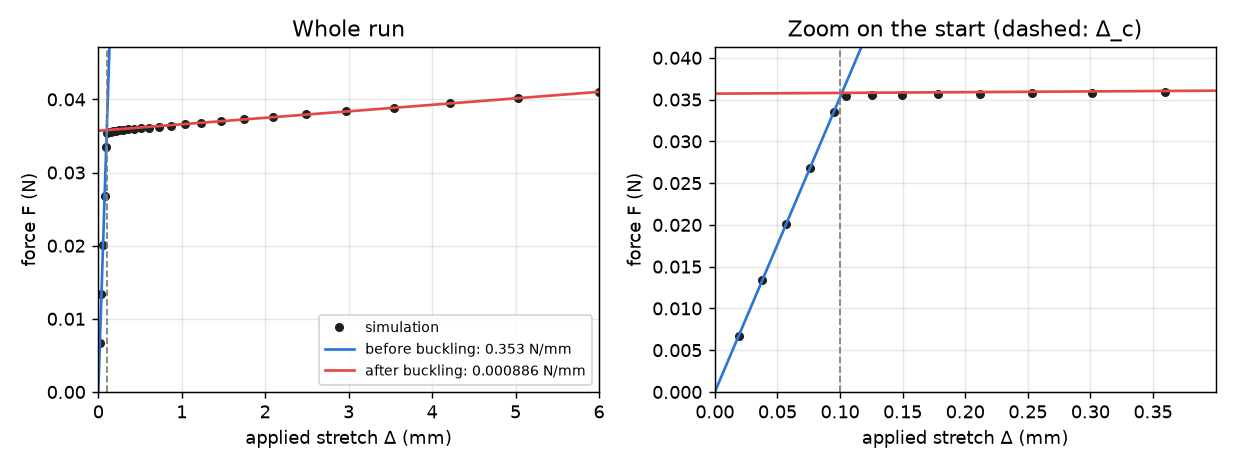 Whole run
force F (N)
0.04
0.03
0.02
0.01
0.00
simulation
before buckling: 0.353 N/mm
after buckling: 0.000886 N/mm
0 1 2 3 4 5 6
applied stretch Δ (mm)
Zoom on the start (dashed: Δ_c)
force F (N)
0.040
0.035
0.030
0.025
0.020
0.015
0.010
0.005
0.000
0.00 0.05 0.10 0.15 0.20 0.25 0.30 0.35
applied stretch Δ (mm)